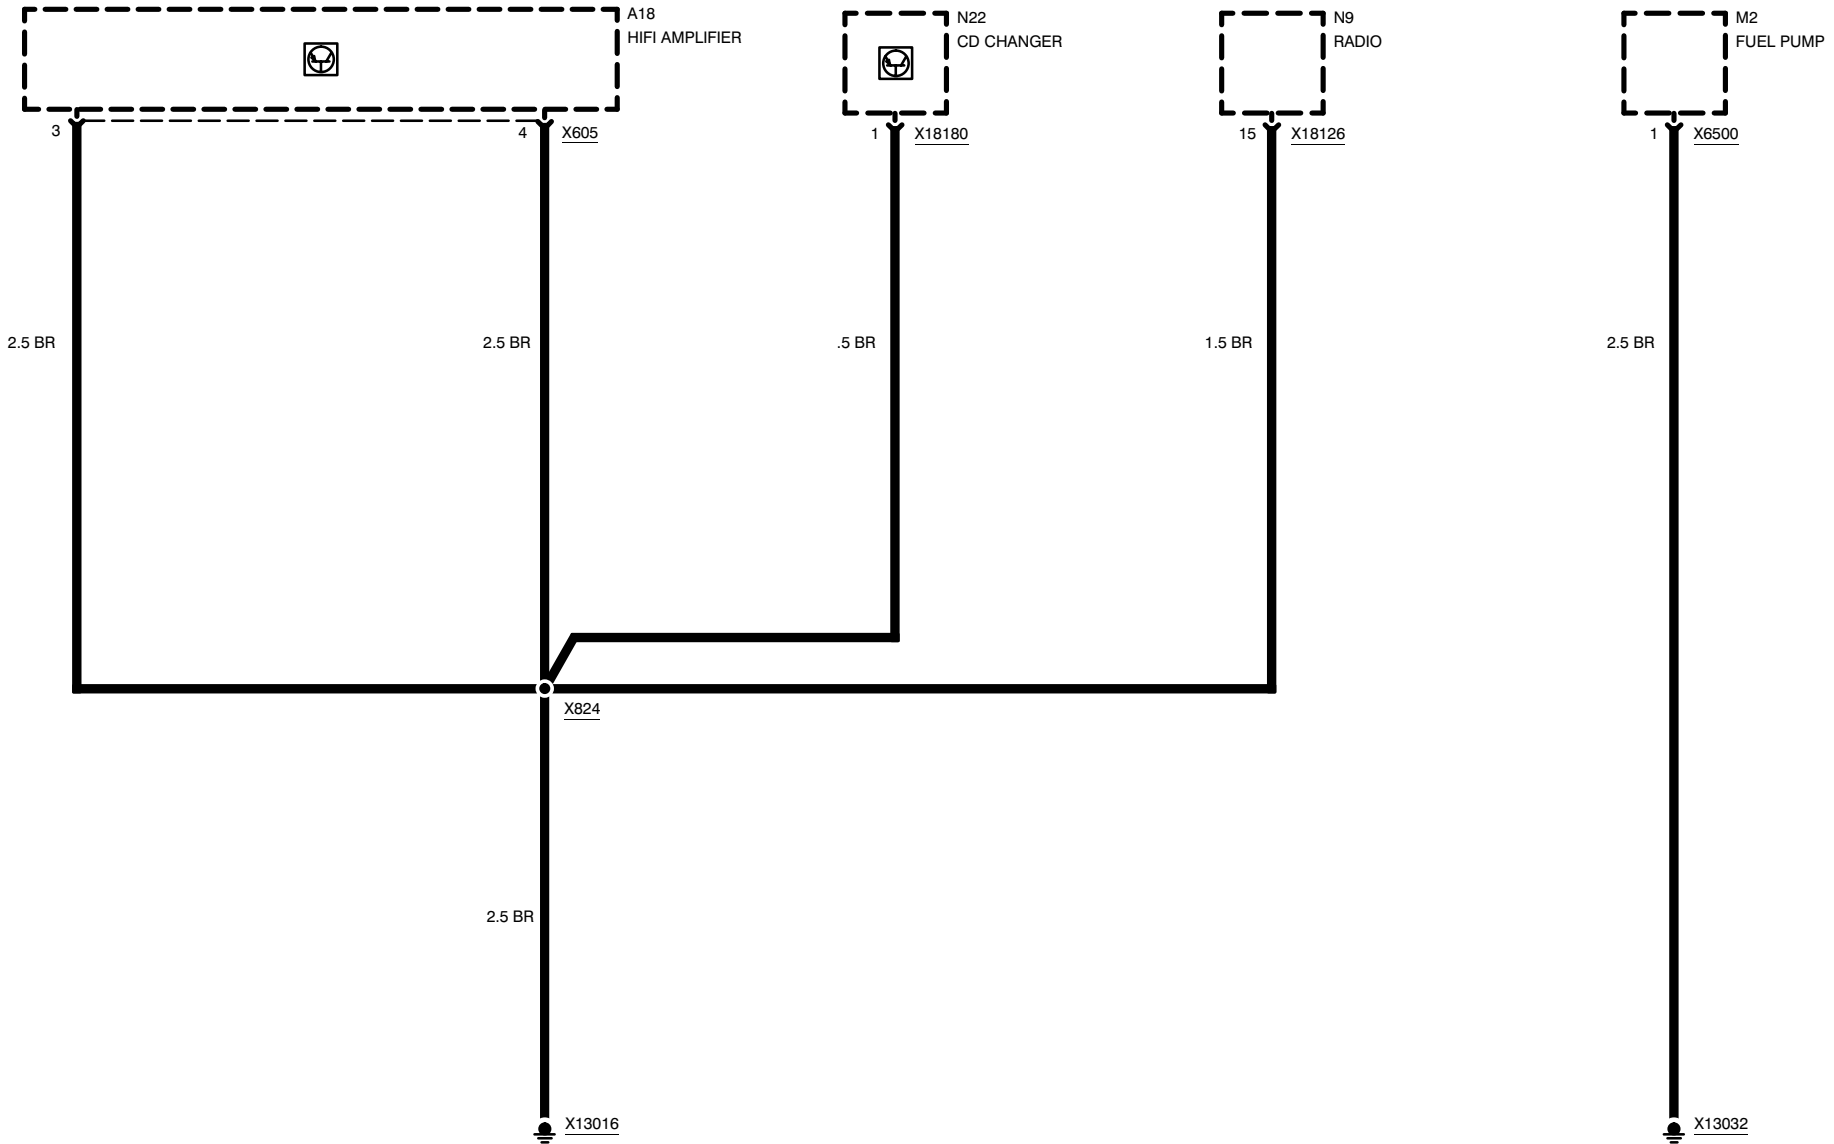 A18
HIFI AMPLIFIER
N22
CD CHANGER
N9
RADIO
M2
FUEL PUMP
3
4
X605
1
X18180
15
X18126
1
X6500
2.5 BR
2.5 BR
.5 BR
1.5 BR
2.5 BR
X824
2.5 BR
X13016
X13032